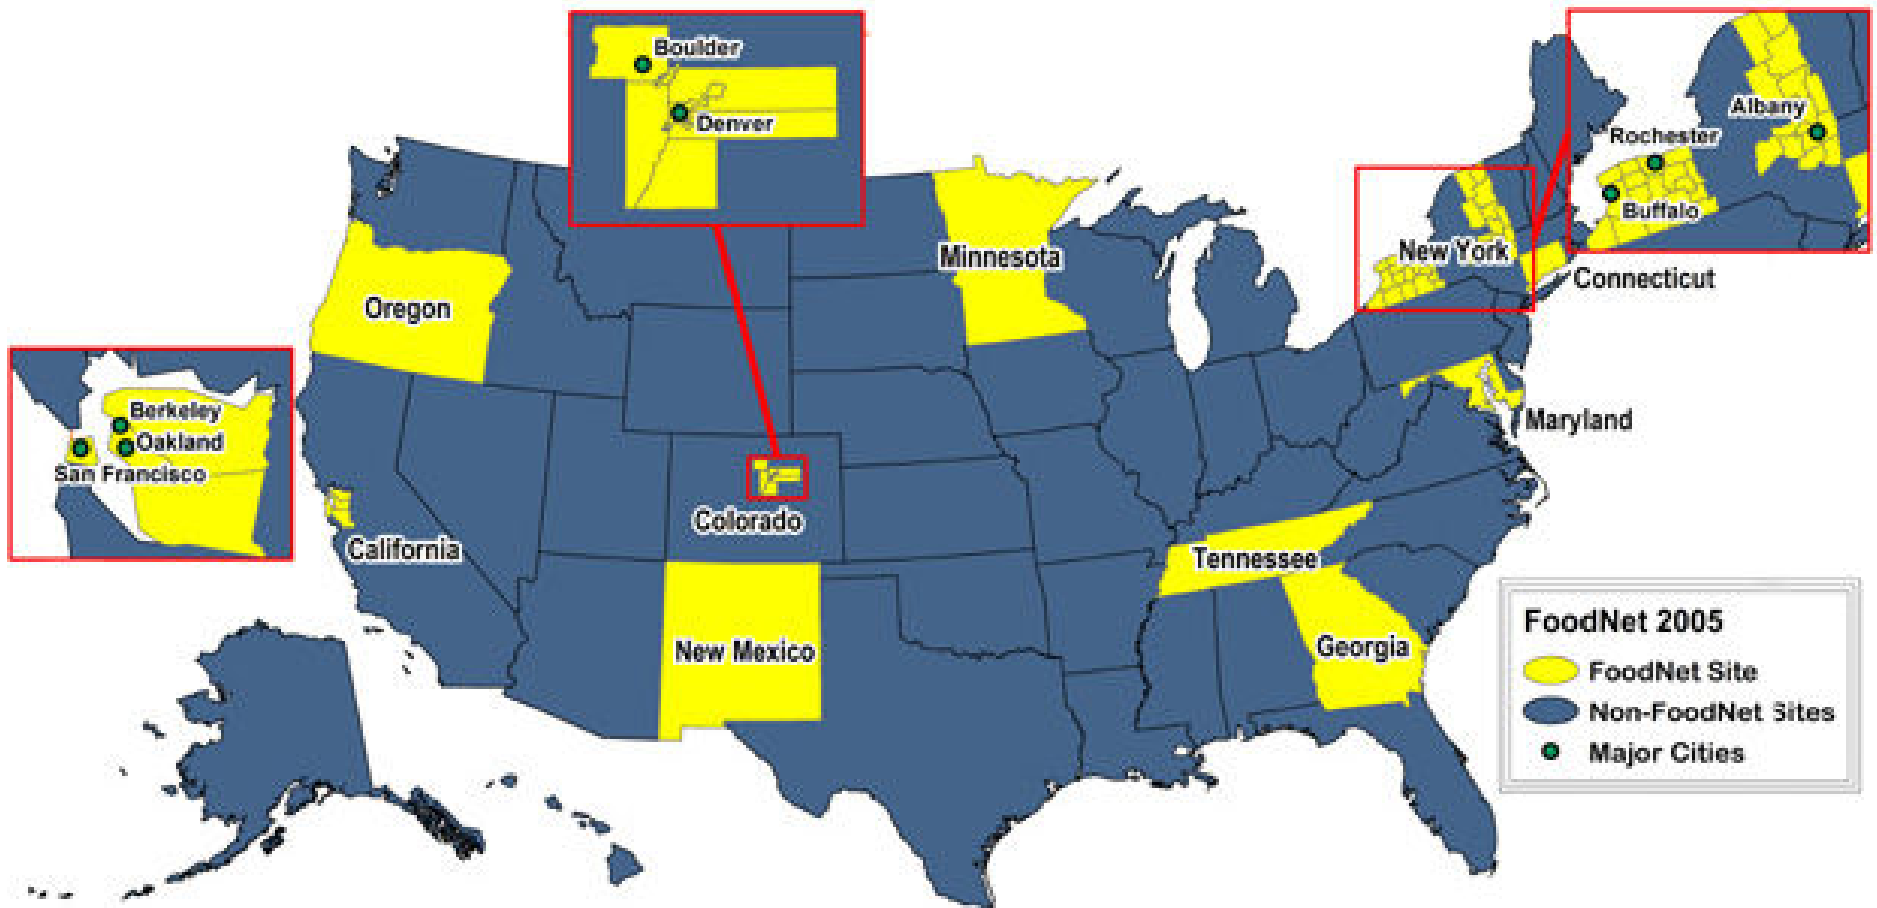 Boulder
Denver
Albany
Rochester
Buffalo
New York
Connecticut
Minnesota
Oregon
Berkeley
Oakland
San Francisco
Maryland
Colorado
California
Tennessee
New Mexico
Georgia
FoodNet 2005
FoodNet Site
Non-FoodNet Sites
Major Cities